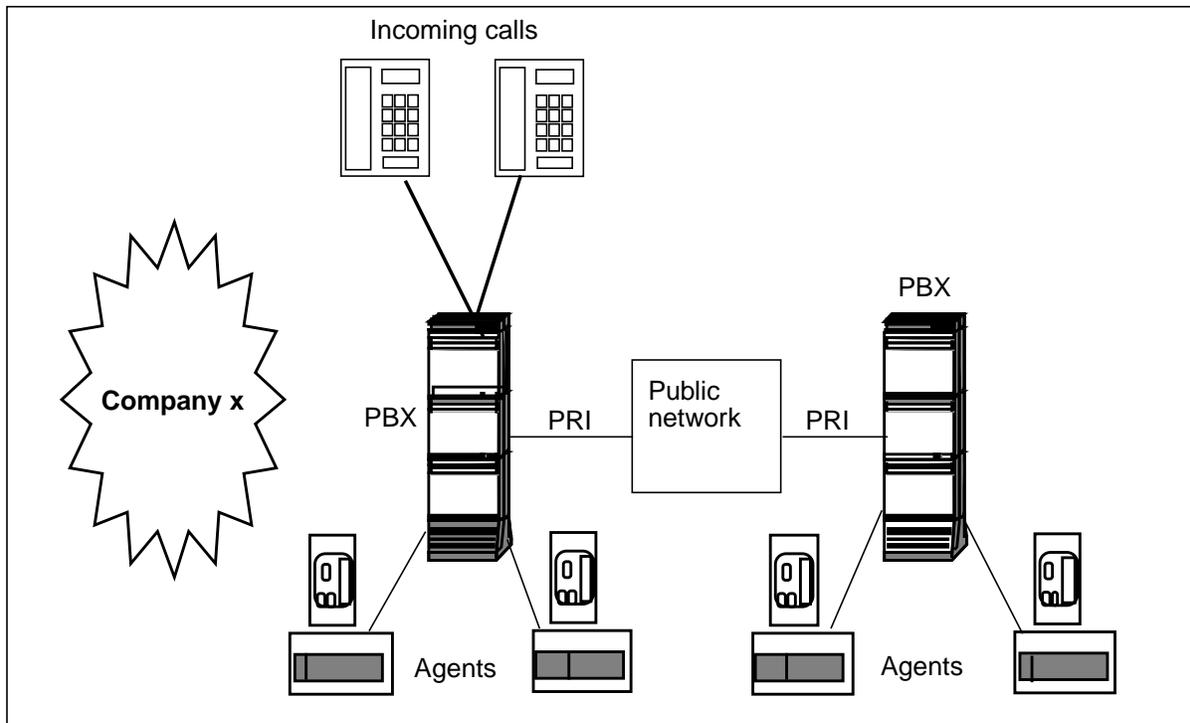 Incoming calls
PBX
Company x
PBX
PRI
Public
network
PRI
Agents
Agents